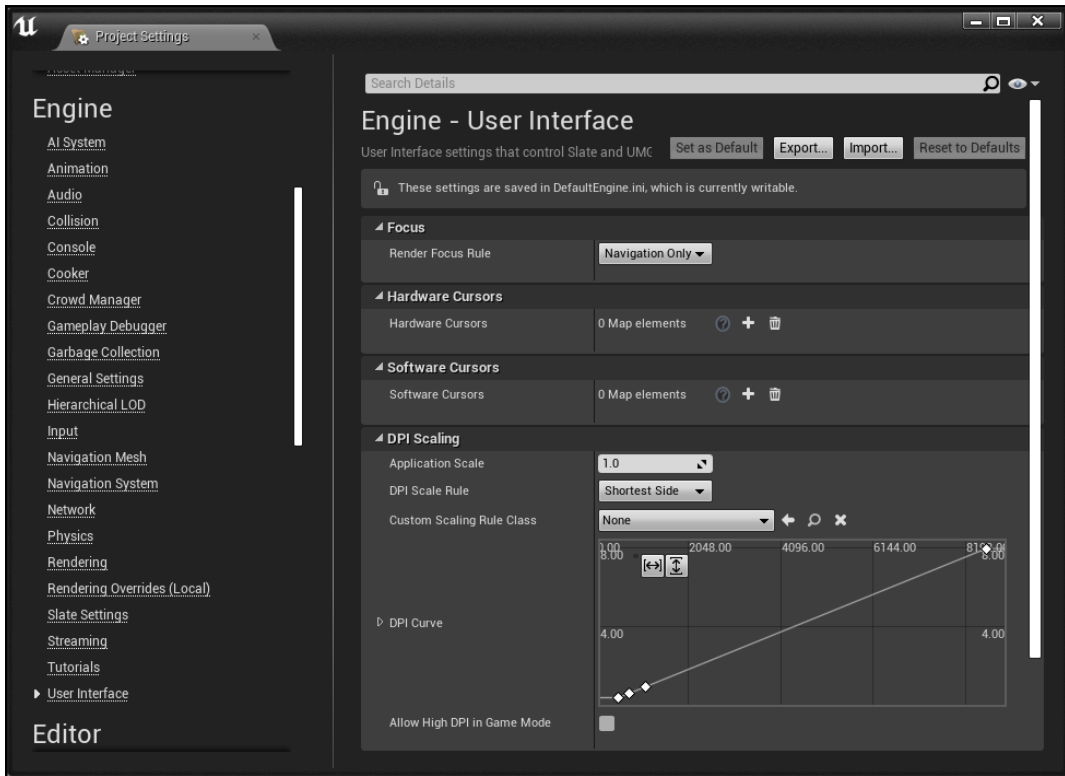 Project Settings
Asset Manager
Engine
AI System
Animation
Audio
Collision
Console
Cooker
Crowd Manager
Gameplay Debugger
Garbage Collection
General Settings
Hierarchical LOD
Input
Navigation Mesh
Navigation System
Network
Physics
Rendering
Rendering Overrides (Local)
Slate Settings
Streaming
Tutorials
User Interface
Editor
Search Details
Engine - User Interface
User Interface settings that control Slate and UMG
Set as Default
Export...
Import...
Reset to Defaults
These settings are saved in DefaultEngine.ini, which is currently writable.
Focus
Render Focus Rule
Navigation Only
Hardware Cursors
Hardware Cursors
0 Map elements
Software Cursors
Software Cursors
0 Map elements
DPI Scaling
Application Scale
1.0
DPI Scale Rule
Shortest Side
Custom Scaling Rule Class
None
DPI Curve
2048.00
4096.00
6144.00
8.00
8.00
4.00
4.00
Allow High DPI in Game Mode